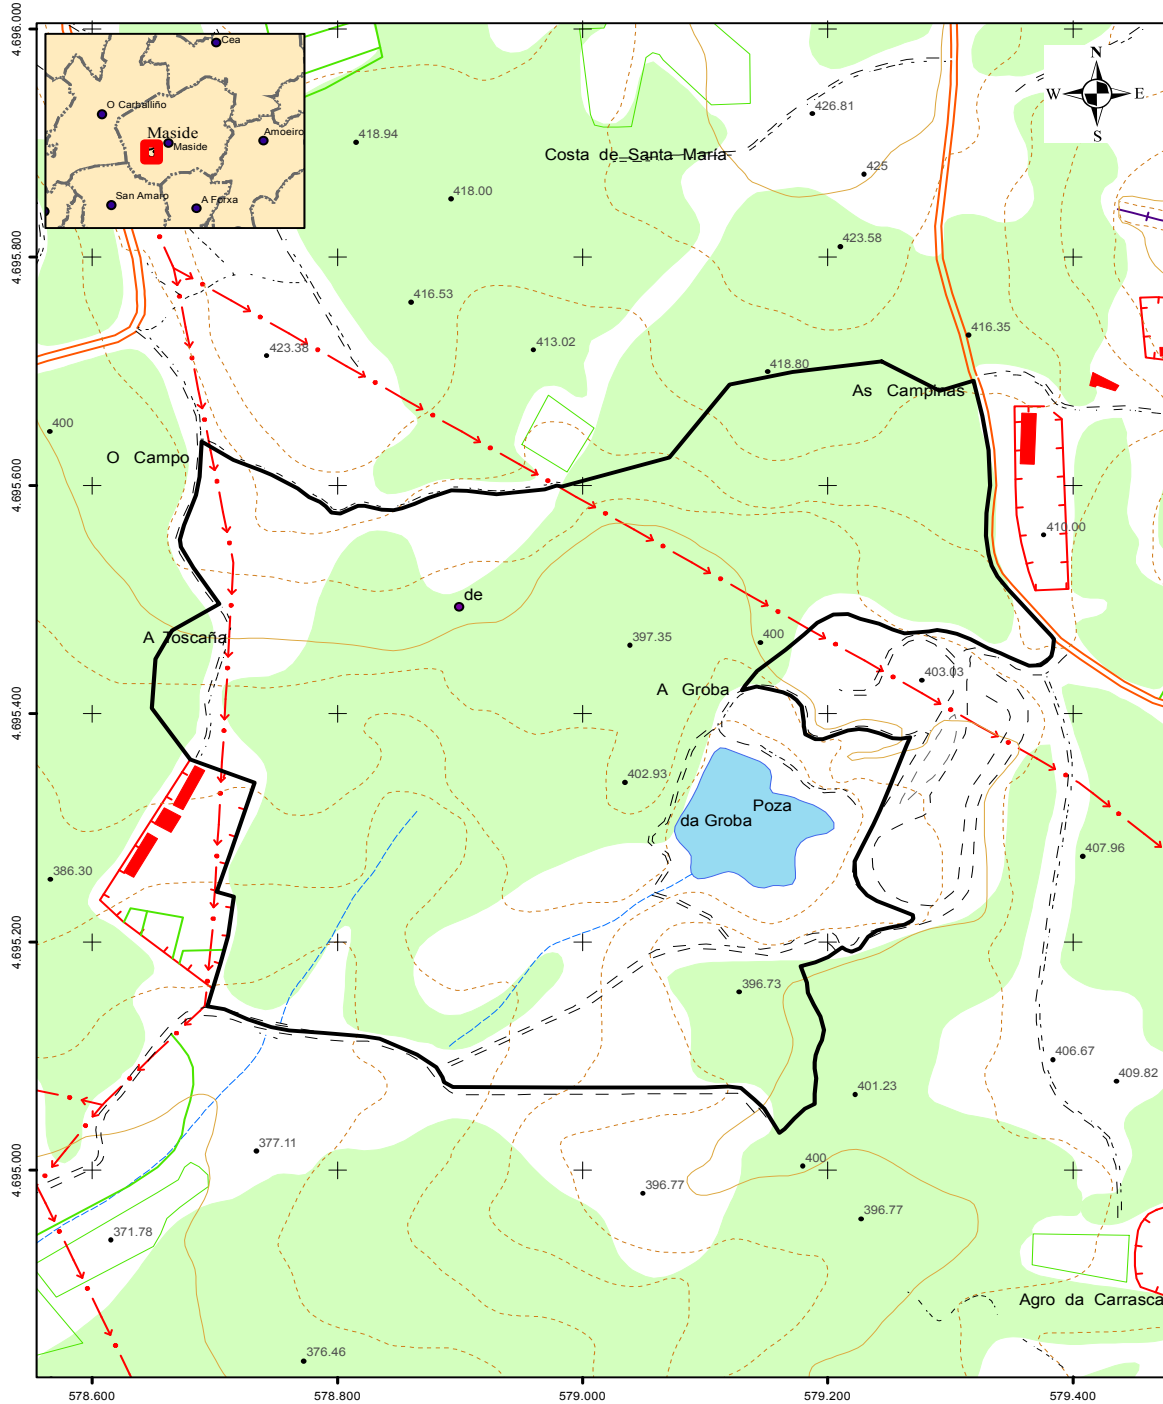 4.696.000
Cea
O Carballiño
Maside
Maside
Amoeiro
San Amaro
A Forxa
N
W
E
S
426.81
418.94
Costa de Santa María
425
418.00
423.58
4.695.800
416.53
416.35
423.38
413.02
418.80
As Campinas
400
O Campo
4.695.600
410.00
de
A Toscaña
397.35
400
A Groba
403.03
4.695.400
402.93
Poza
da Groba
407.96
386.30
4.695.200
396.73
406.67
409.82
401.23
377.11
400
4.695.000
396.77
396.77
371.78
Agro da Carrasca
376.46
578.600
578.800
579.000
579.200
579.400